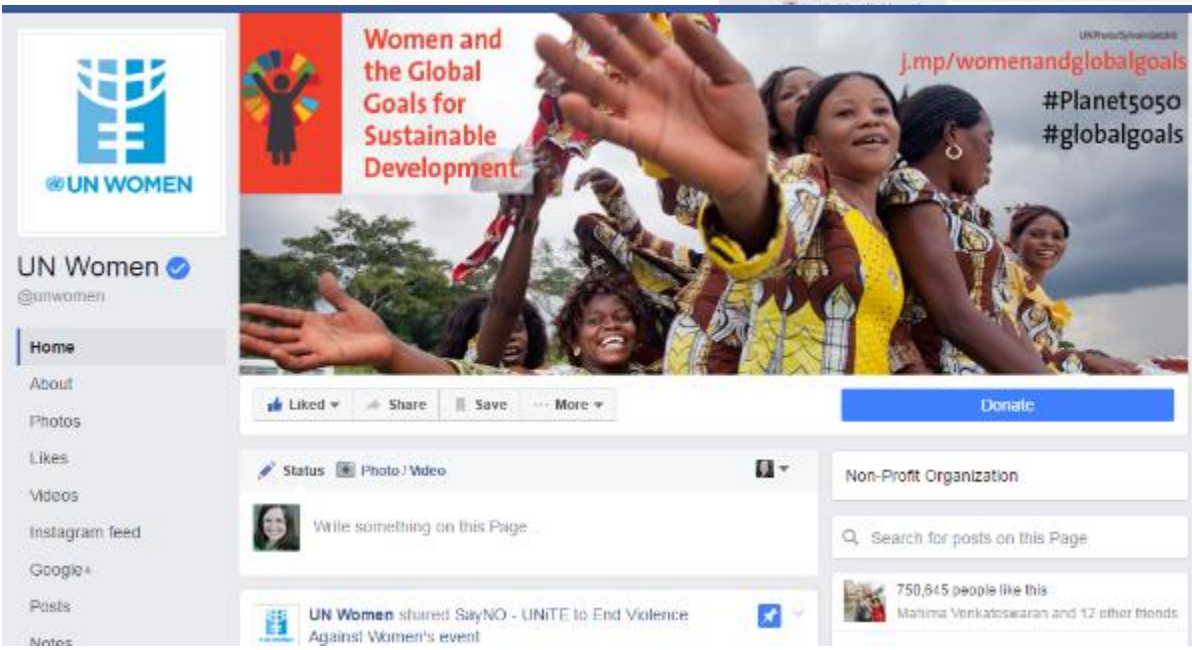 UN WOMEN
UN Women
@unwomen
Home
About
Photos
Likes
Videos
Instagram feed
Google+
Posts
Notes
Women and
the Global
Goals for
Sustainable
Development
j.mp/womenandglobalgoals
#Planet5050
#globalgoals
Liked
Share
Save
More
Donate
Status
Photo / Video
Write something on this Page...
UN Women shared SayNO - UNiTE to End Violence
Against Women's event
Non-Profit Organization
Search for posts on this Page
750,645 people like this
Mahima Venkateswaran and 12 other friends